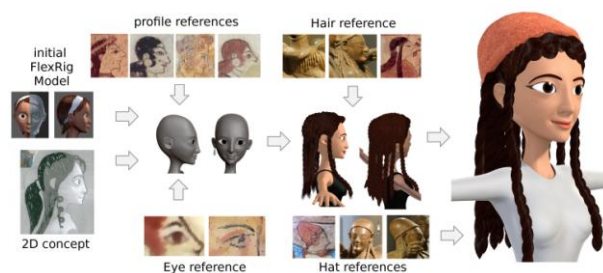 profile references
Hair reference
initial
FlexRig
Model
2D concept
Eye reference
Hat references